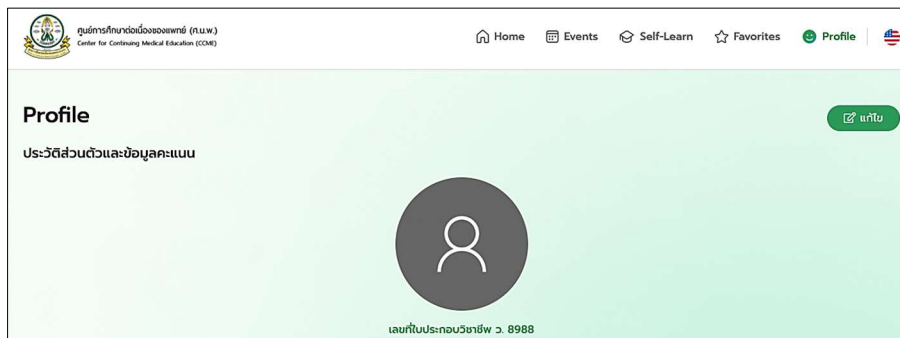 ศูนย์การศึกษาต่อเนื่องของแพทย์ (ศ.น.พ.)
Center for Continuing Medical Education (CCME)
Home Events Self-Learn Favorites Profile
Profile
แก้ไข
ประวัติส่วนตัวและข้อมูลคะแนน
เลขที่ใบประกอบวิชาชีพ ว. 8988